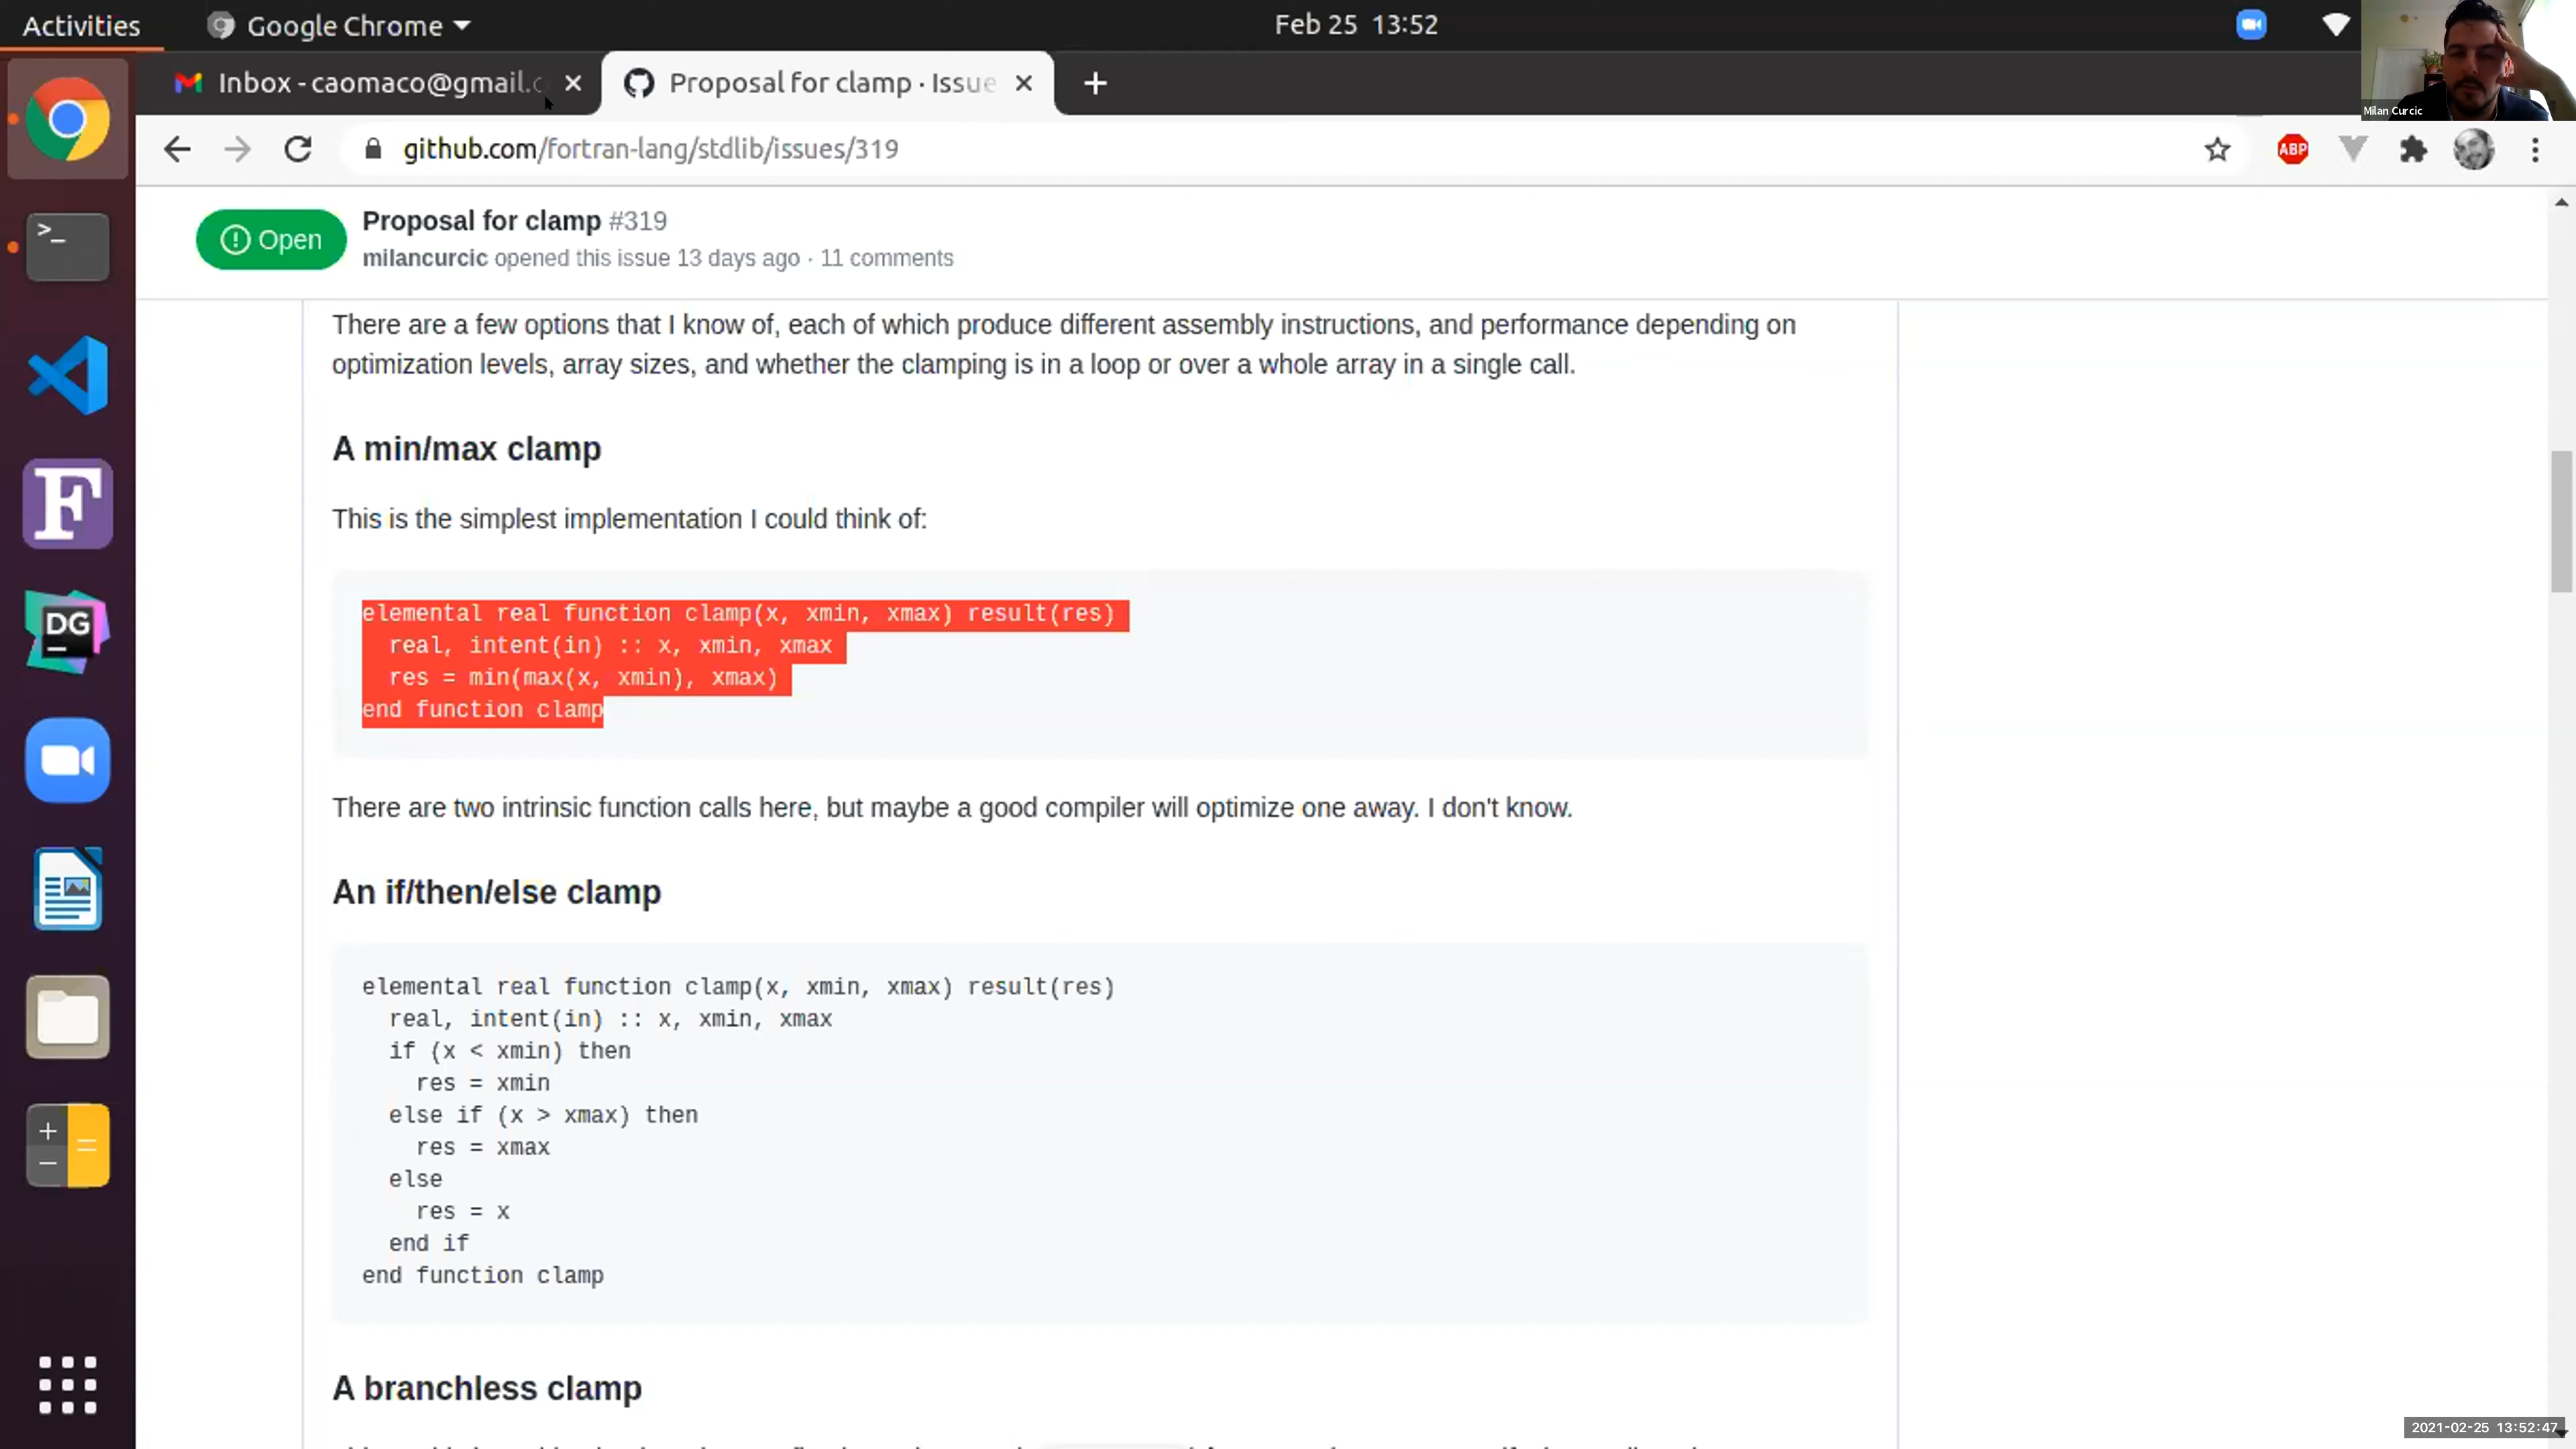 Activities
Google Chrome
Feb 25 13:52
Inbox - caomaco@gmail.c
Proposal for clamp · Issue
Milan Curcic
github.com/fortran-lang/stdlib/issues/319
ABP
Open
Proposal for clamp #319
milancurcic opened this issue 13 days ago · 11 comments
There are a few options that I know of, each of which produce different assembly instructions, and performance depending on
optimization levels, array sizes, and whether the clamping is in a loop or over a whole array in a single call.
A min/max clamp
This is the simplest implementation I could think of:
elemental real function clamp(x, xmin, xmax) result(res)
real, intent(in) :: x, xmin, xmax
res = min(max(x, xmin), xmax)
end function clamp
There are two intrinsic function calls here, but maybe a good compiler will optimize one away. I don't know.
An if/then/else clamp
elemental real function clamp(x, xmin, xmax) result(res)
real, intent(in) :: x, xmin, xmax
if (x < xmin) then
res = xmin
else if (x > xmax) then
res = xmax
else
res = x
end if
end function clamp
A branchless clamp
F
DG
2021-02-25 13:52:47